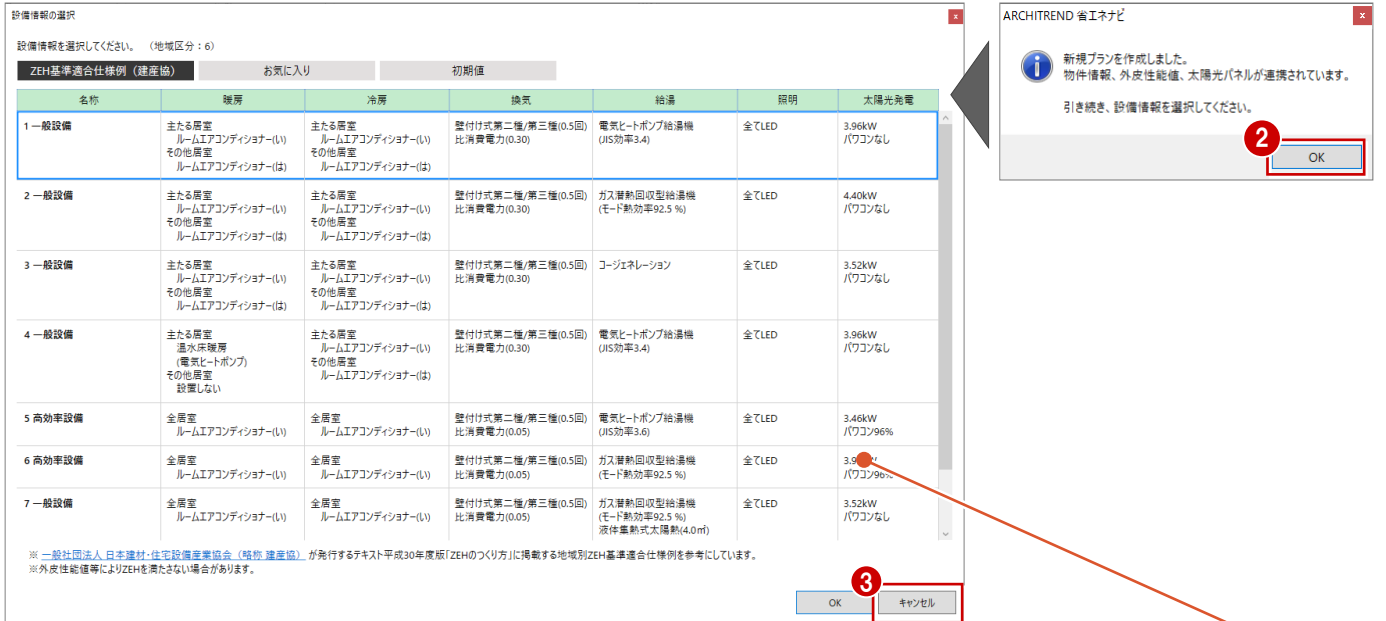 設備情報の選択
x
設備情報を選択してください。 （地域区分：6）
ZEH基準適合仕様例（建産協） お気に入り 初期値
名称 暖房 冷房 換気 給湯 照明 太陽光発電
1 一般設備 主たる居室 主たる居室 壁付け式第二種/第三種(0.5回) 電気ヒートポンプ給湯機 全てLED 3.96kW
ルームエアコンディショナー(い) ルームエアコンディショナー(い) 比消費電力(0.30) (JIS効率3.4) パワコンなし
その他居室 その他居室
ルームエアコンディショナー(は) ルームエアコンディショナー(は)
2 一般設備 主たる居室 主たる居室 壁付け式第二種/第三種(0.5回) ガス潜熱回収型給湯機 全てLED 4.40kW
ルームエアコンディショナー(い) ルームエアコンディショナー(い) 比消費電力(0.30) (モード熱効率92.5 %) パワコンなし
その他居室 その他居室
ルームエアコンディショナー(は) ルームエアコンディショナー(は)
3 一般設備 主たる居室 主たる居室 壁付け式第二種/第三種(0.5回) コージェネレーション 全てLED 3.52kW
ルームエアコンディショナー(い) ルームエアコンディショナー(い) 比消費電力(0.30) パワコンなし
その他居室 その他居室
ルームエアコンディショナー(は) ルームエアコンディショナー(は)
4 一般設備 主たる居室 主たる居室 壁付け式第二種/第三種(0.5回) 電気ヒートポンプ給湯機 全てLED 3.96kW
温水床暖房 ルームエアコンディショナー(い) 比消費電力(0.30) (JIS効率3.4) パワコンなし
(電気ヒートポンプ) その他居室
その他居室 ルームエアコンディショナー(は)
設置しない
5 高効率設備 全居室 全居室 壁付け式第二種/第三種(0.5回) 電気ヒートポンプ給湯機 全てLED 3.46kW
ルームエアコンディショナー(い) ルームエアコンディショナー(い) 比消費電力(0.05) (JIS効率3.6) パワコン96%
6 高効率設備 全居室 全居室 壁付け式第二種/第三種(0.5回) ガス潜熱回収型給湯機 全てLED
ルームエアコンディショナー(い) ルームエアコンディショナー(い) 比消費電力(0.05) (モード熱効率92.5 %) パワコン96%
7 一般設備 全居室 全居室 壁付け式第二種/第三種(0.5回) ガス潜熱回収型給湯機 全てLED 3.52kW
ルームエアコンディショナー(い) ルームエアコンディショナー(い) 比消費電力(0.05) (モード熱効率92.5 %) パワコンなし
液体集熱式太陽熱(4.0㎡)
※ 一般社団法人 日本建材・住宅設備産業協会（略称 建産協） が発行するテキスト平成30年度版「ZEHのつくり方」に掲載する地域別ZEH基準適合仕様例を参考にしています。
※外皮性能値等によりZEHを満たさない場合があります。
3
OK キャンセル
ARCHITREND 省エネナビ
x
i
新規プランを作成しました。
物件情報、外皮性能値、太陽光パネルが連携されています。
引き続き、設備情報を選択してください。
2
OK